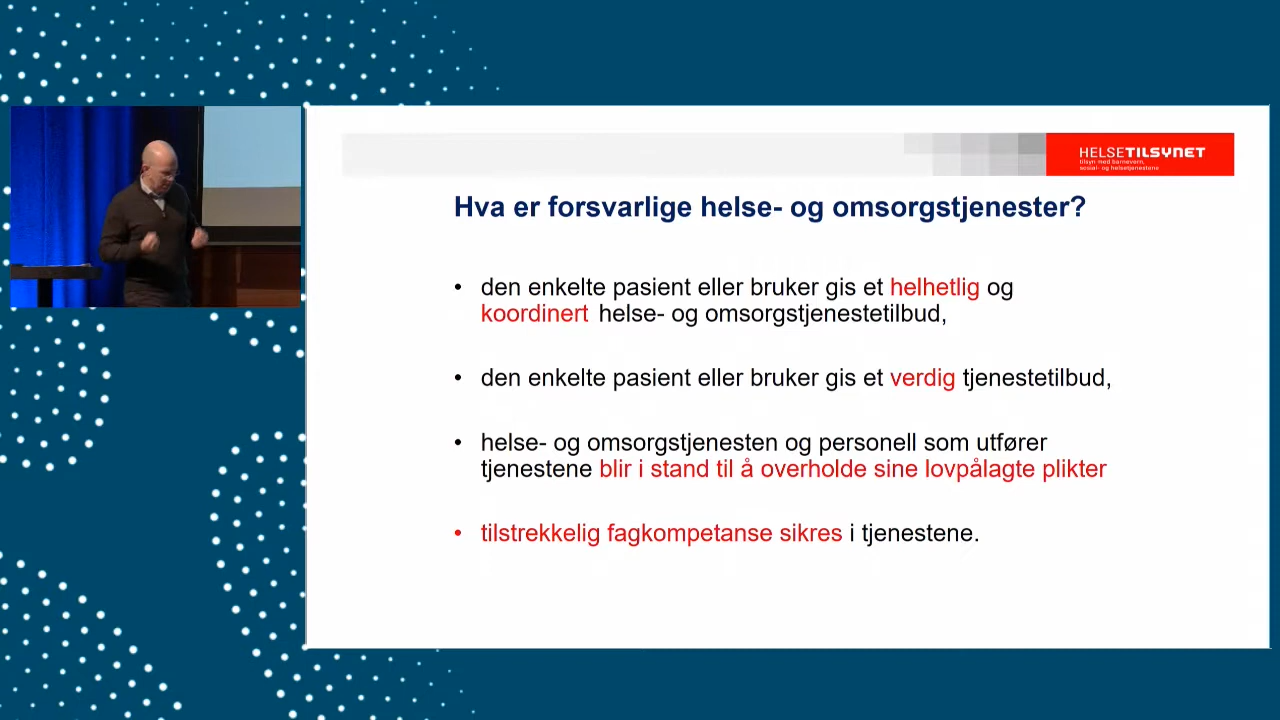 HELSETILSYNET
tilsyn med barnevern,
sosial- og helsetjenestene
Hva er forsvarlige helse- og omsorgstjenester?
• den enkelte pasient eller bruker gis et helhetlig og
koordinert helse- og omsorgstjenestetilbud,
• den enkelte pasient eller bruker gis et verdig tjenestetilbud,
• helse- og omsorgstjenesten og personell som utfører
tjenestene blir i stand til å overholde sine lovpålagte plikter
• tilstrekkelig fagkompetanse sikres i tjenestene.